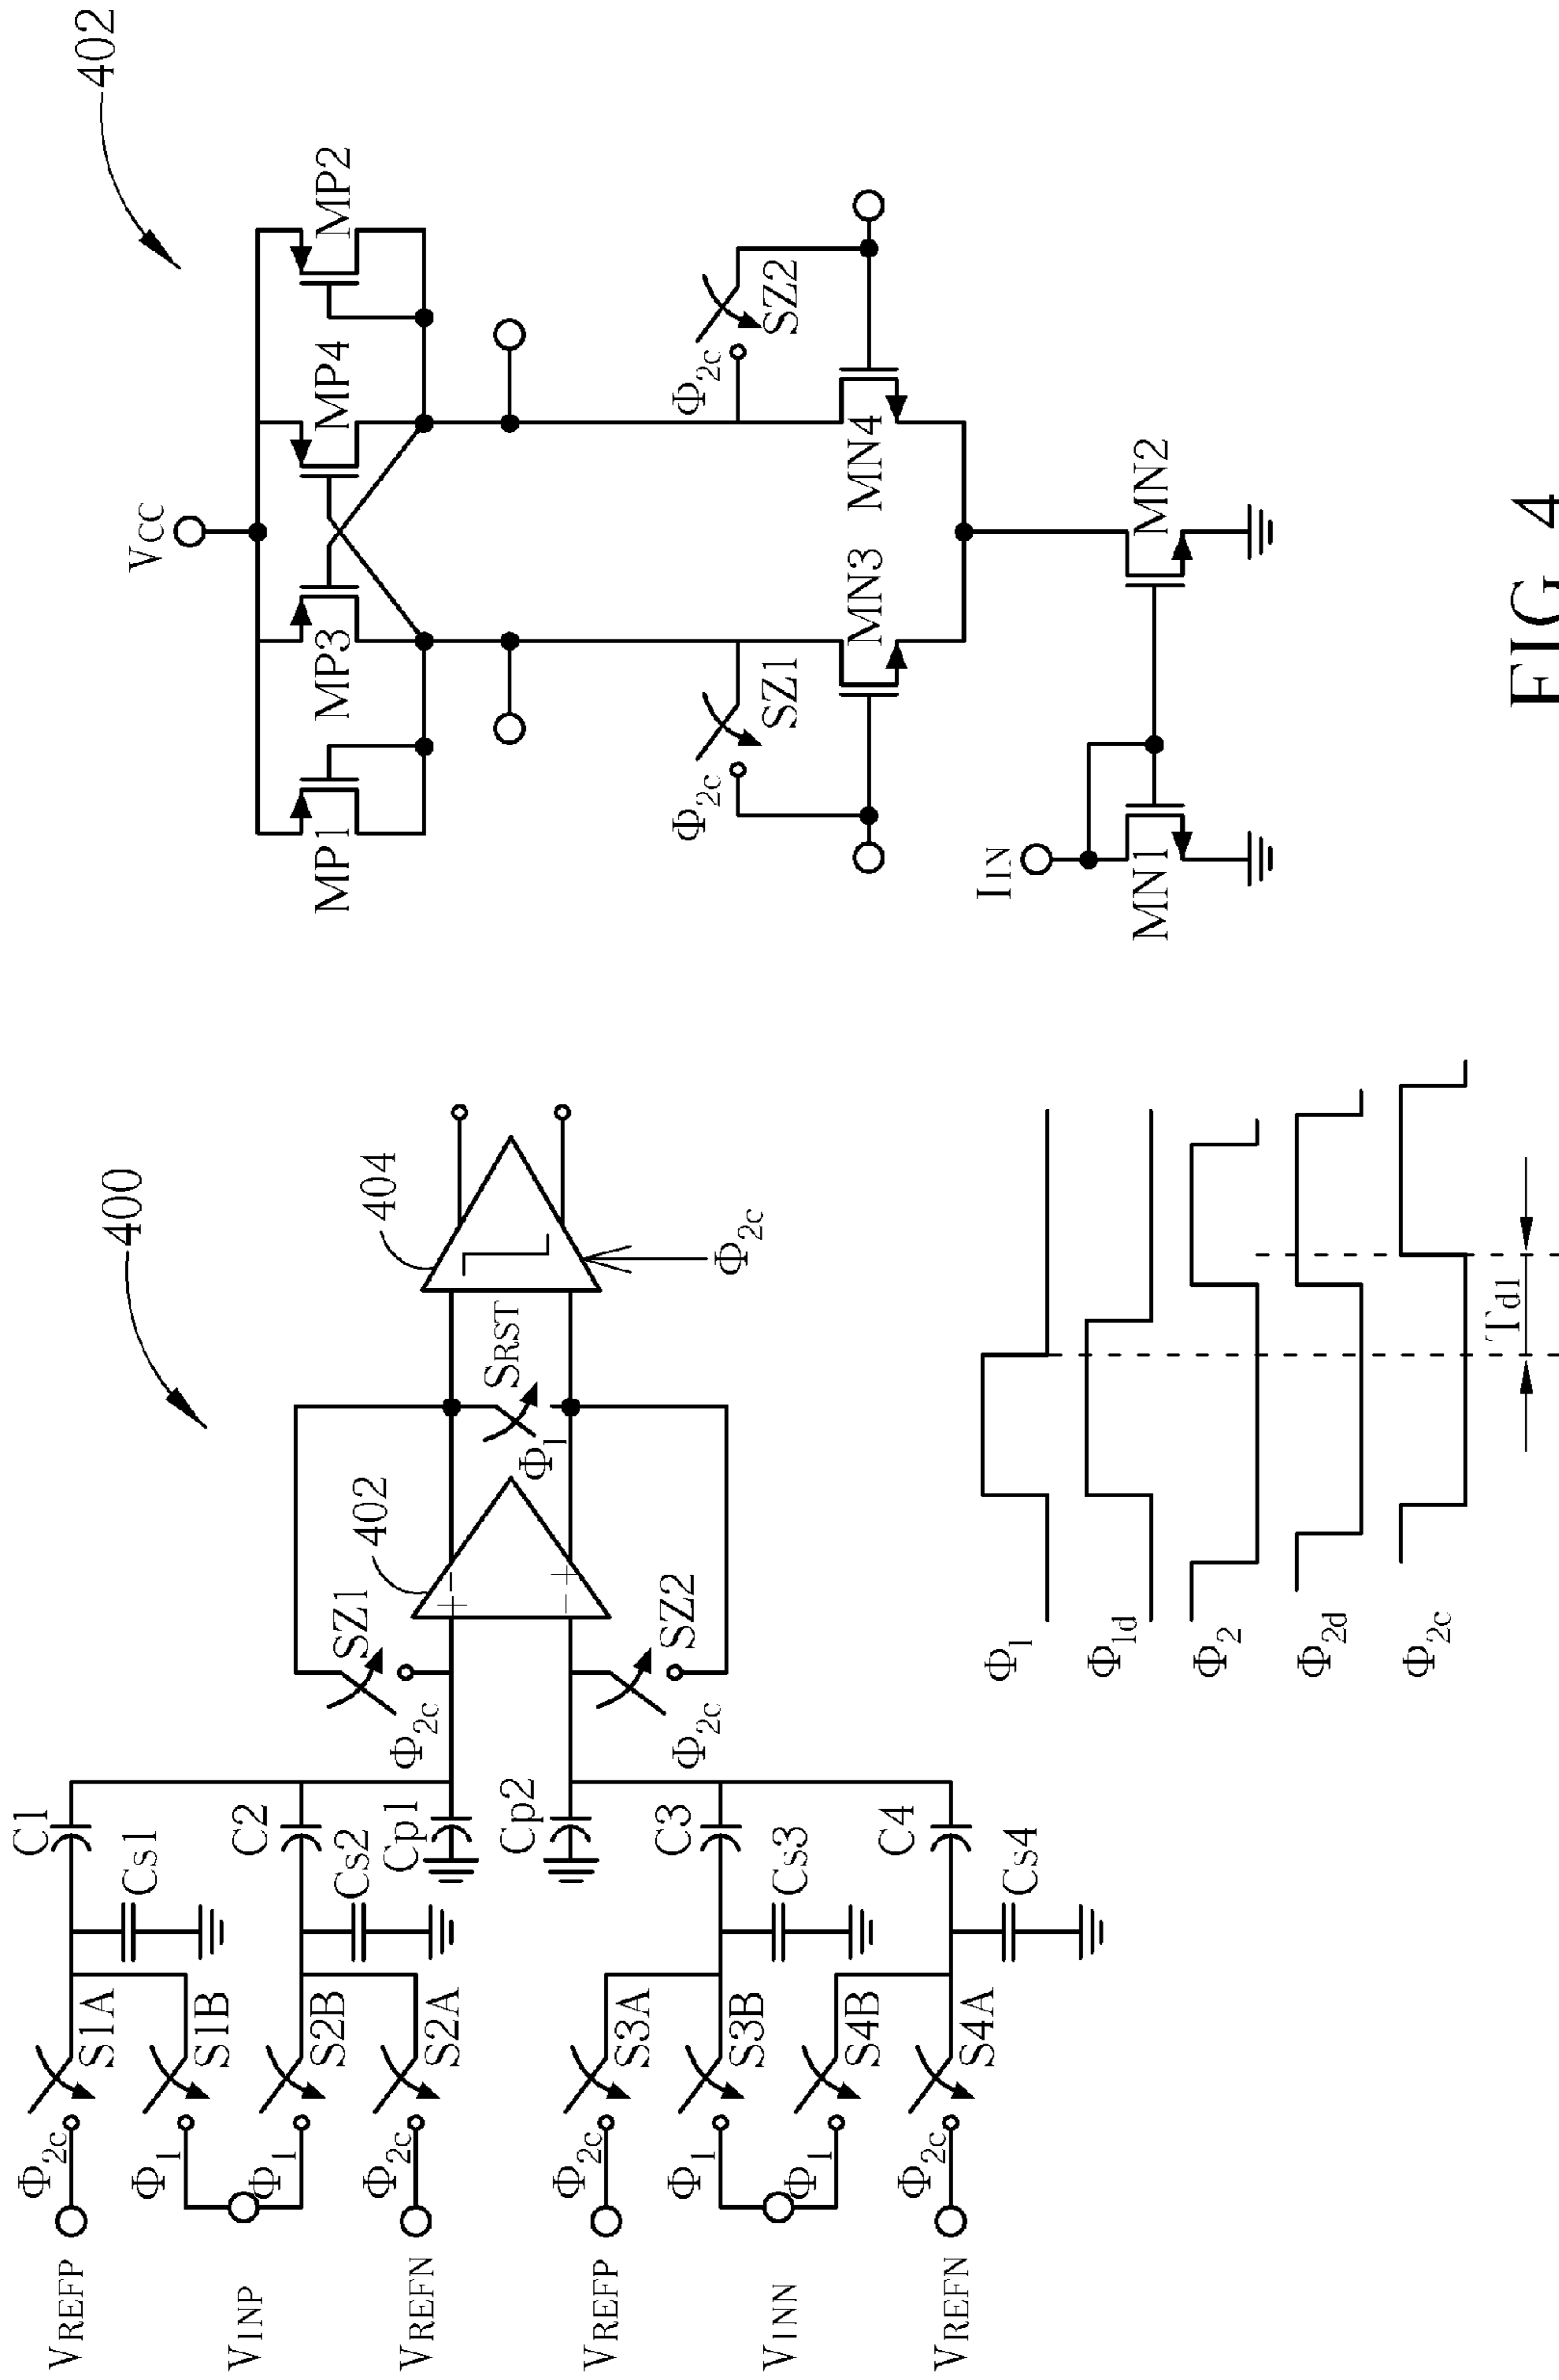 400
VREFP
Φ2c
S1A
Cs1
C1
Φ1
S1B
VINP
Φ1
S2B
Cs2
C2
VREFN
Φ2c
S2A
Cp1
Cp2
VREFP
Φ2c
S3A
C3
Φ1
S3B
Cs3
VINN
Φ1
S4B
C4
VREFN
Φ2c
S4A
Cs4
Φ2c
SZ1
402
+
-
-
+
Φ2c
SZ2
Φ1
SRST
404
Φ2c
Φ1
Φ1d
Φ2
Φ2d
Φ2c
Td1
402
VCC
MP1
MP3
MP4
MP2
Φ2c
SZ1
Φ2c
SZ2
MN3
MN4
IIN
MN1
MN2
FIG 4